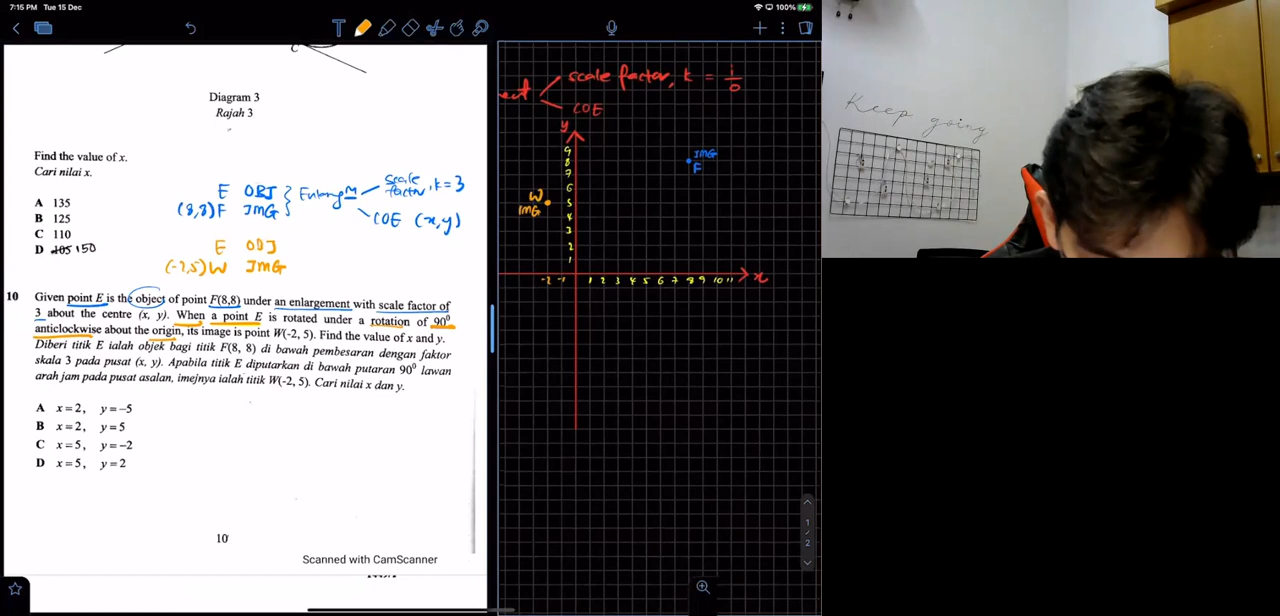 7:15 PM Tue 15 Dec
100%
C
Diagram 3
Rajah 3
Find the value of x.
Cari nilai x.
A 135
B 125
C 110
D 105 150
E OBJ
(8,8) F IMG
Enlargm
scale factor, k = 3
COE (x, y)
E OBJ
(-2,5) W IMG
10 Given point E is the object of point F(8,8) under an enlargement with scale factor of
3 about the centre (x, y). When a point E is rotated under a rotation of 90⁰
anticlockwise about the origin, its image is point W(-2, 5). Find the value of x and y.
Diberi titik E ialah objek bagi titik F(8, 8) di bawah pembesaran dengan faktor
skala 3 pada pusat (x, y). Apabila titik E diputarkan di bawah putaran 90⁰ lawan
arah jam pada pusat asalan, imejnya ialah titik W(-2, 5). Cari nilai x dan y.
A x = 2, y = −5
B x = 2, y = 5
C x = 5, y = −2
D x = 5, y = 2
10
Scanned with CamScanner
scale factor, k = i/o
COE
y
9
8
7
6
5
4
3
2
1
IMG
F
W
IMG
-2 -1 1 2 3 4 5 6 7 8 9 10 11 x
1
2
Keep going